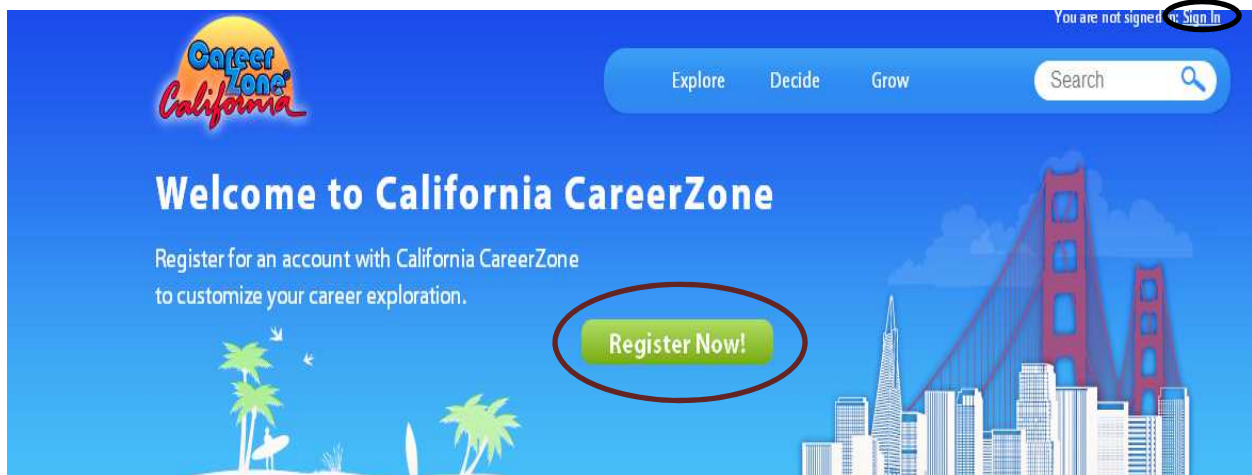 You are not signed in: Sign In
Career
Zone®
California
Explore Decide Grow Search
Welcome to California CareerZone
Register for an account with California CareerZone
to customize your career exploration.
Register Now!